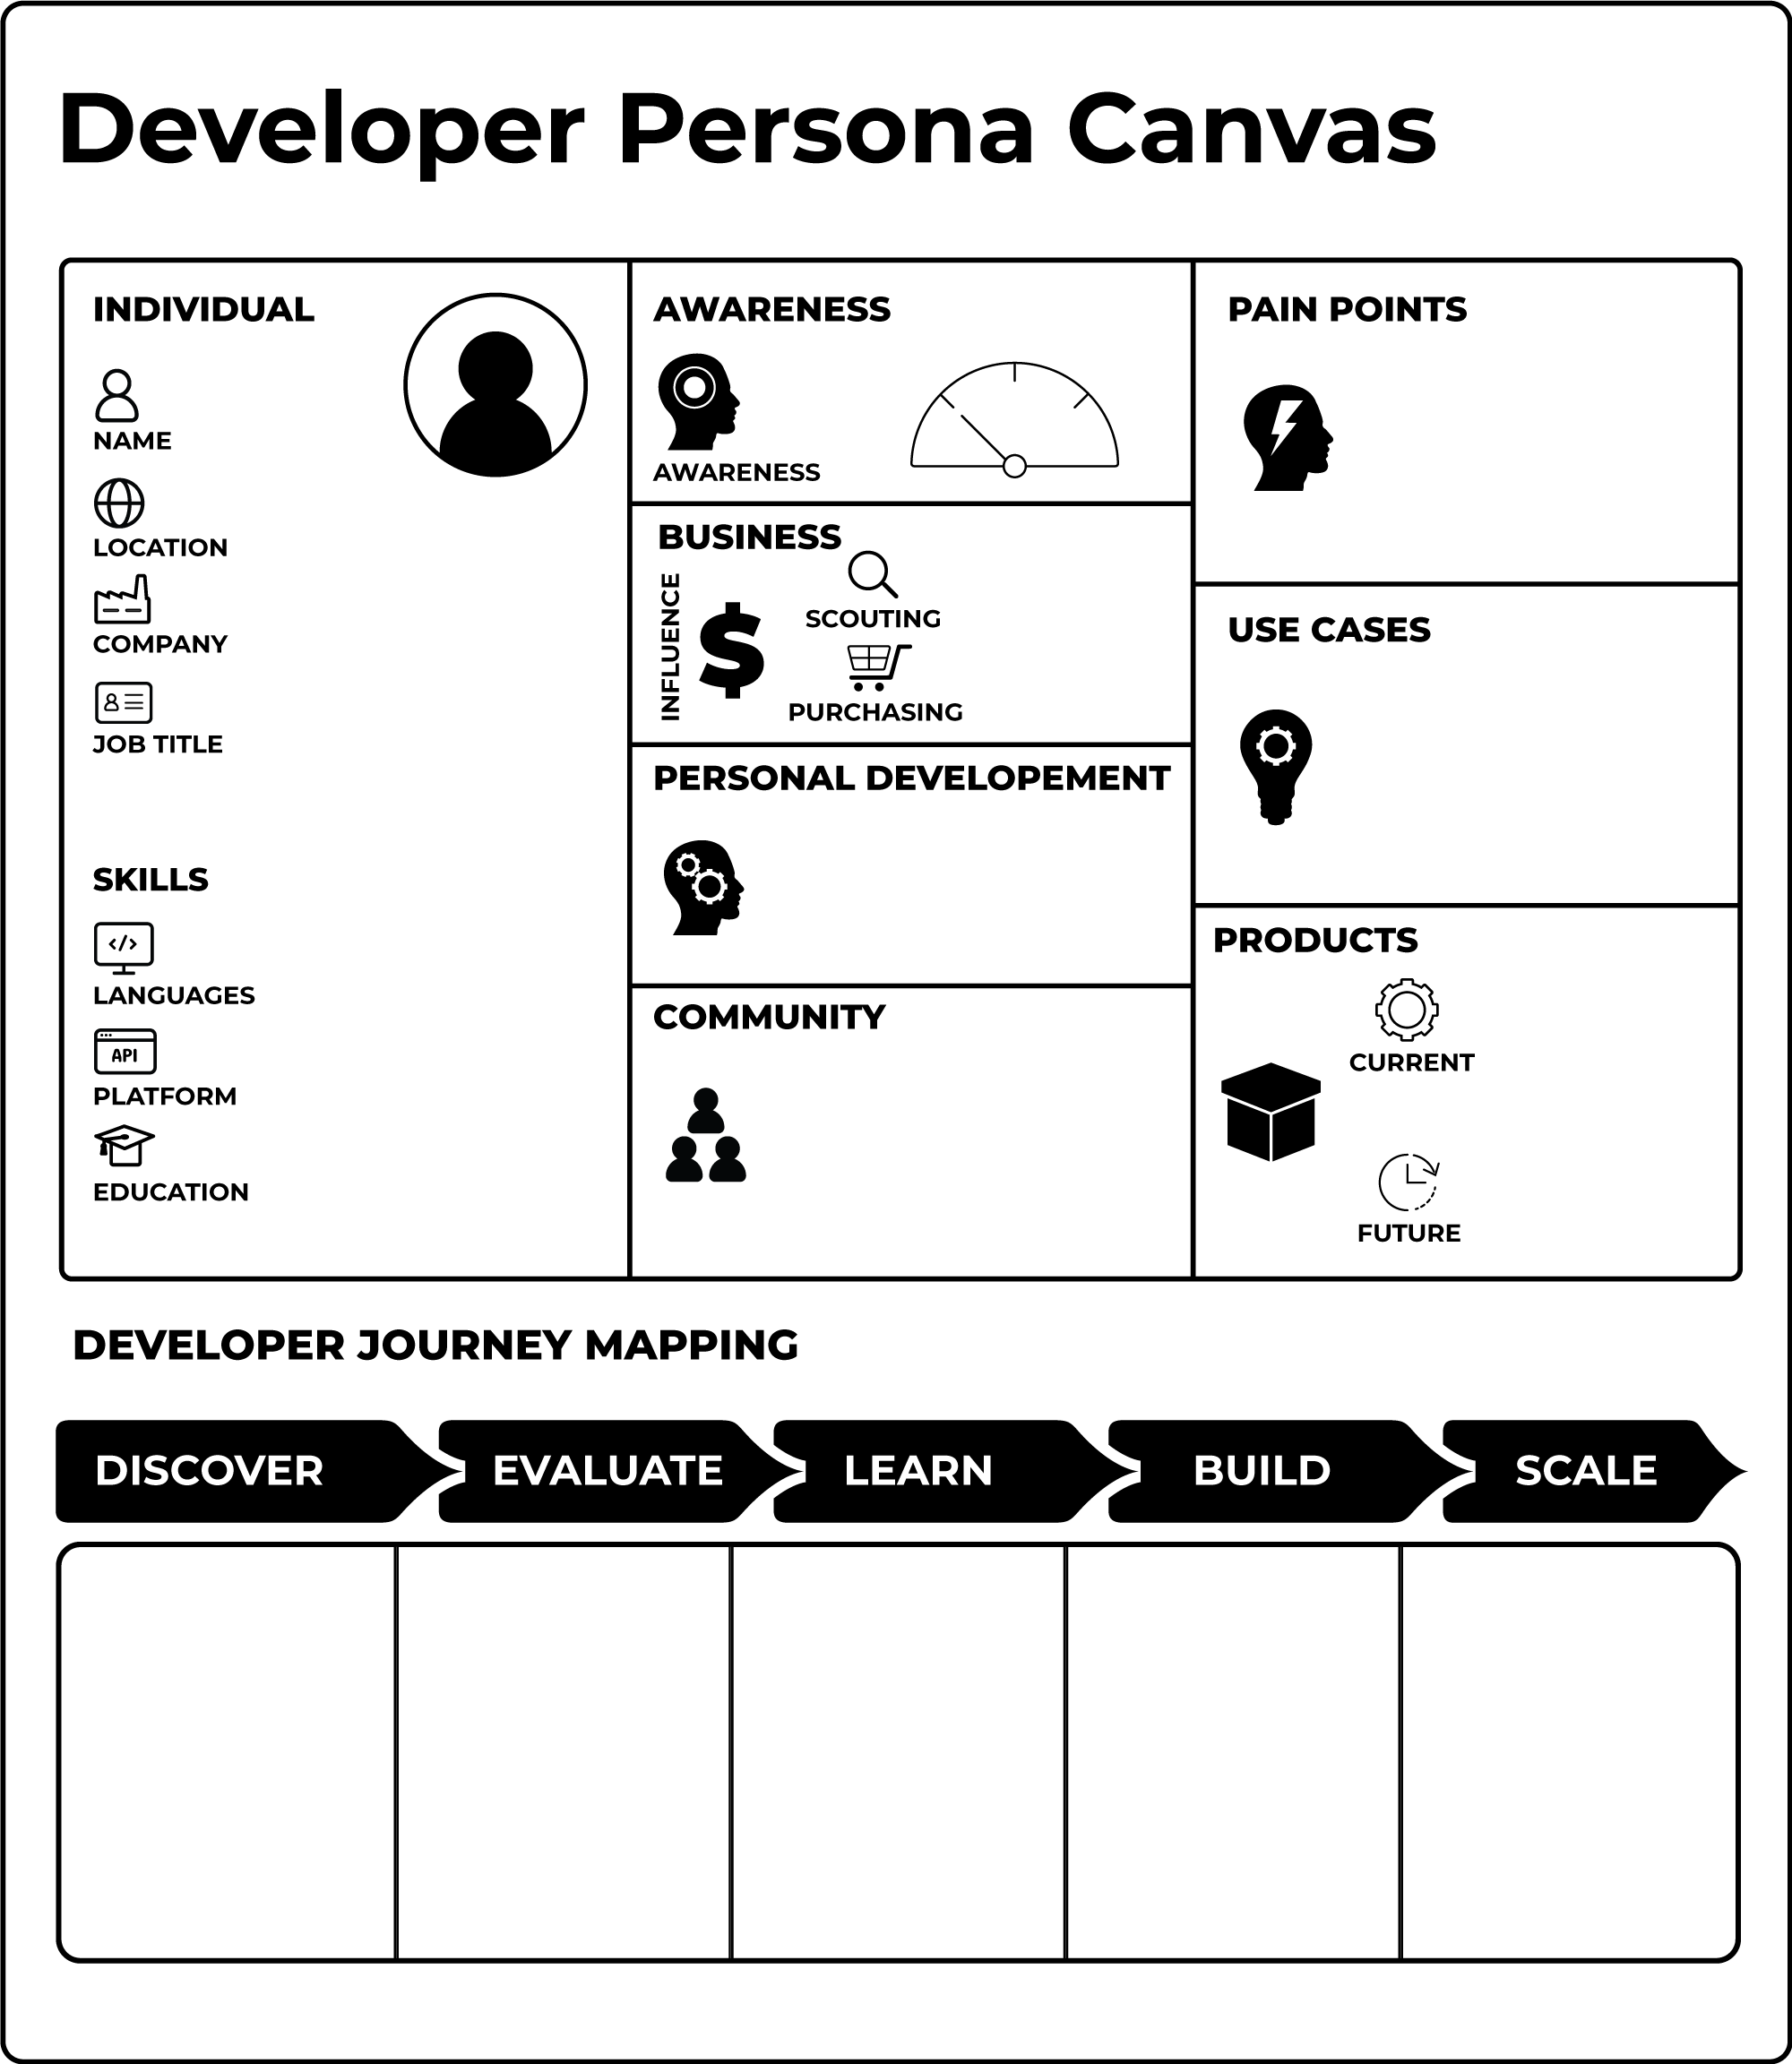 Developer Persona Canvas
INDIVIDUAL
NAME
LOCATION
COMPANY
JOB TITLE
SKILLS
LANGUAGES
API
PLATFORM
EDUCATION
AWARENESS
AWARENESS
BUSINESS
INFLUENCE
$
SCOUTING
PURCHASING
PERSONAL DEVELOPEMENT
COMMUNITY
PAIN POINTS
USE CASES
PRODUCTS
CURRENT
FUTURE
DEVELOPER JOURNEY MAPPING
DISCOVER
EVALUATE
LEARN
BUILD
SCALE